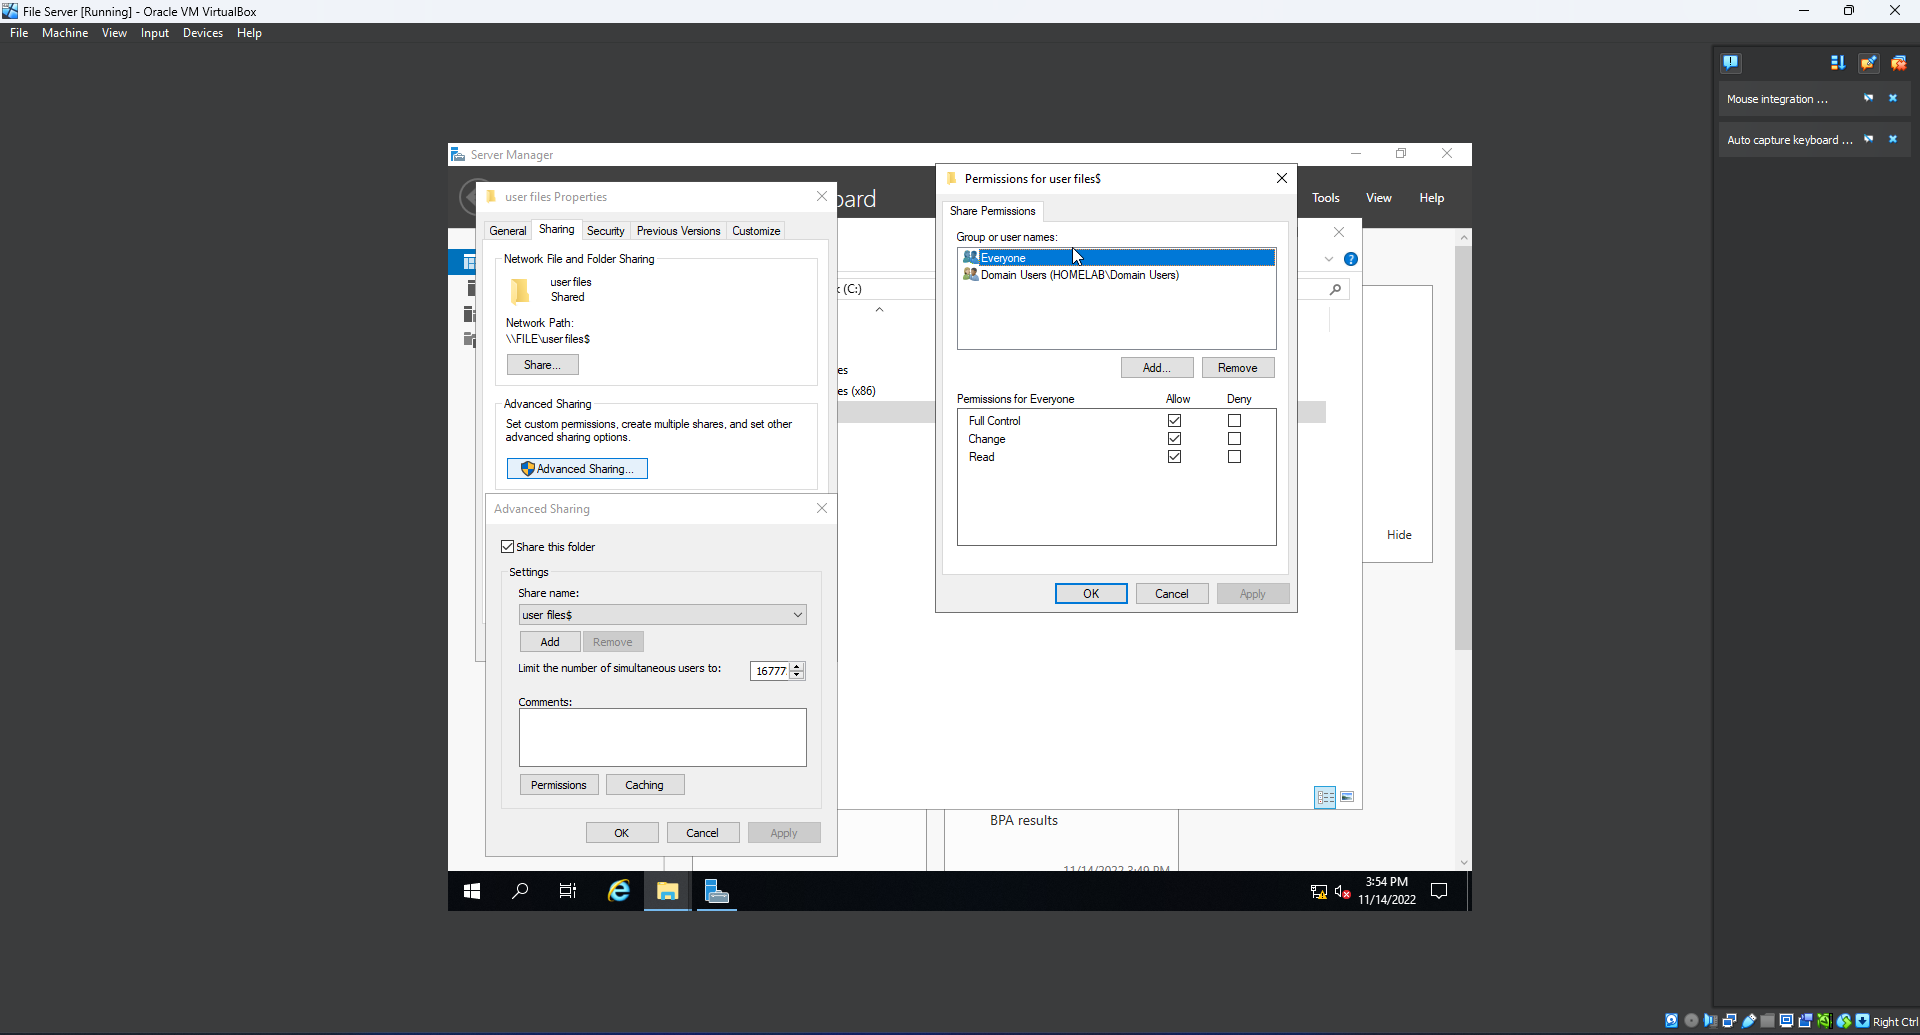 File Server [Running] - Oracle VM VirtualBox
File Machine View Input Devices Help
Mouse integration ...
Auto capture keyboard ...
Server Manager
Tools View Help
user files Properties
General Sharing Security Previous Versions Customize
Network File and Folder Sharing
user files
Shared
Network Path:
\\FILE\user files$
Share...
Advanced Sharing
Set custom permissions, create multiple shares, and set other
advanced sharing options.
Advanced Sharing...
Advanced Sharing
Share this folder
Settings
Share name:
user files$
Add Remove
Limit the number of simultaneous users to: 16777
Comments:
Permissions Caching
OK Cancel Apply
(C:)
es
es (x86)
Permissions for user files$
Share Permissions
Group or user names:
Everyone
Domain Users (HOMELAB\Domain Users)
Add... Remove
Permissions for Everyone Allow Deny
Full Control
Change
Read
OK Cancel Apply
Hide
BPA results
11/14/2022 3:49 PM
3:54 PM
11/14/2022
Right Ctrl